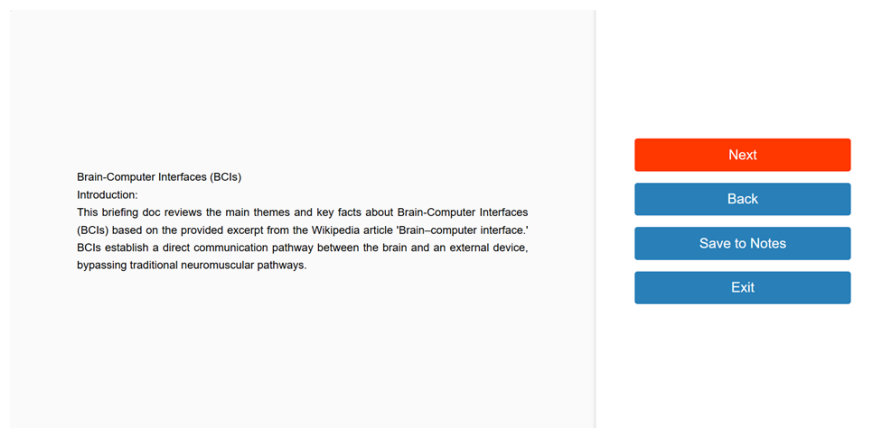 Brain-Computer Interfaces (BCIs)
Introduction:
This briefing doc reviews the main themes and key facts about Brain-Computer Interfaces
(BCIs) based on the provided excerpt from the Wikipedia article 'Brain–computer interface.'
BCIs establish a direct communication pathway between the brain and an external device,
bypassing traditional neuromuscular pathways.
Next
Back
Save to Notes
Exit